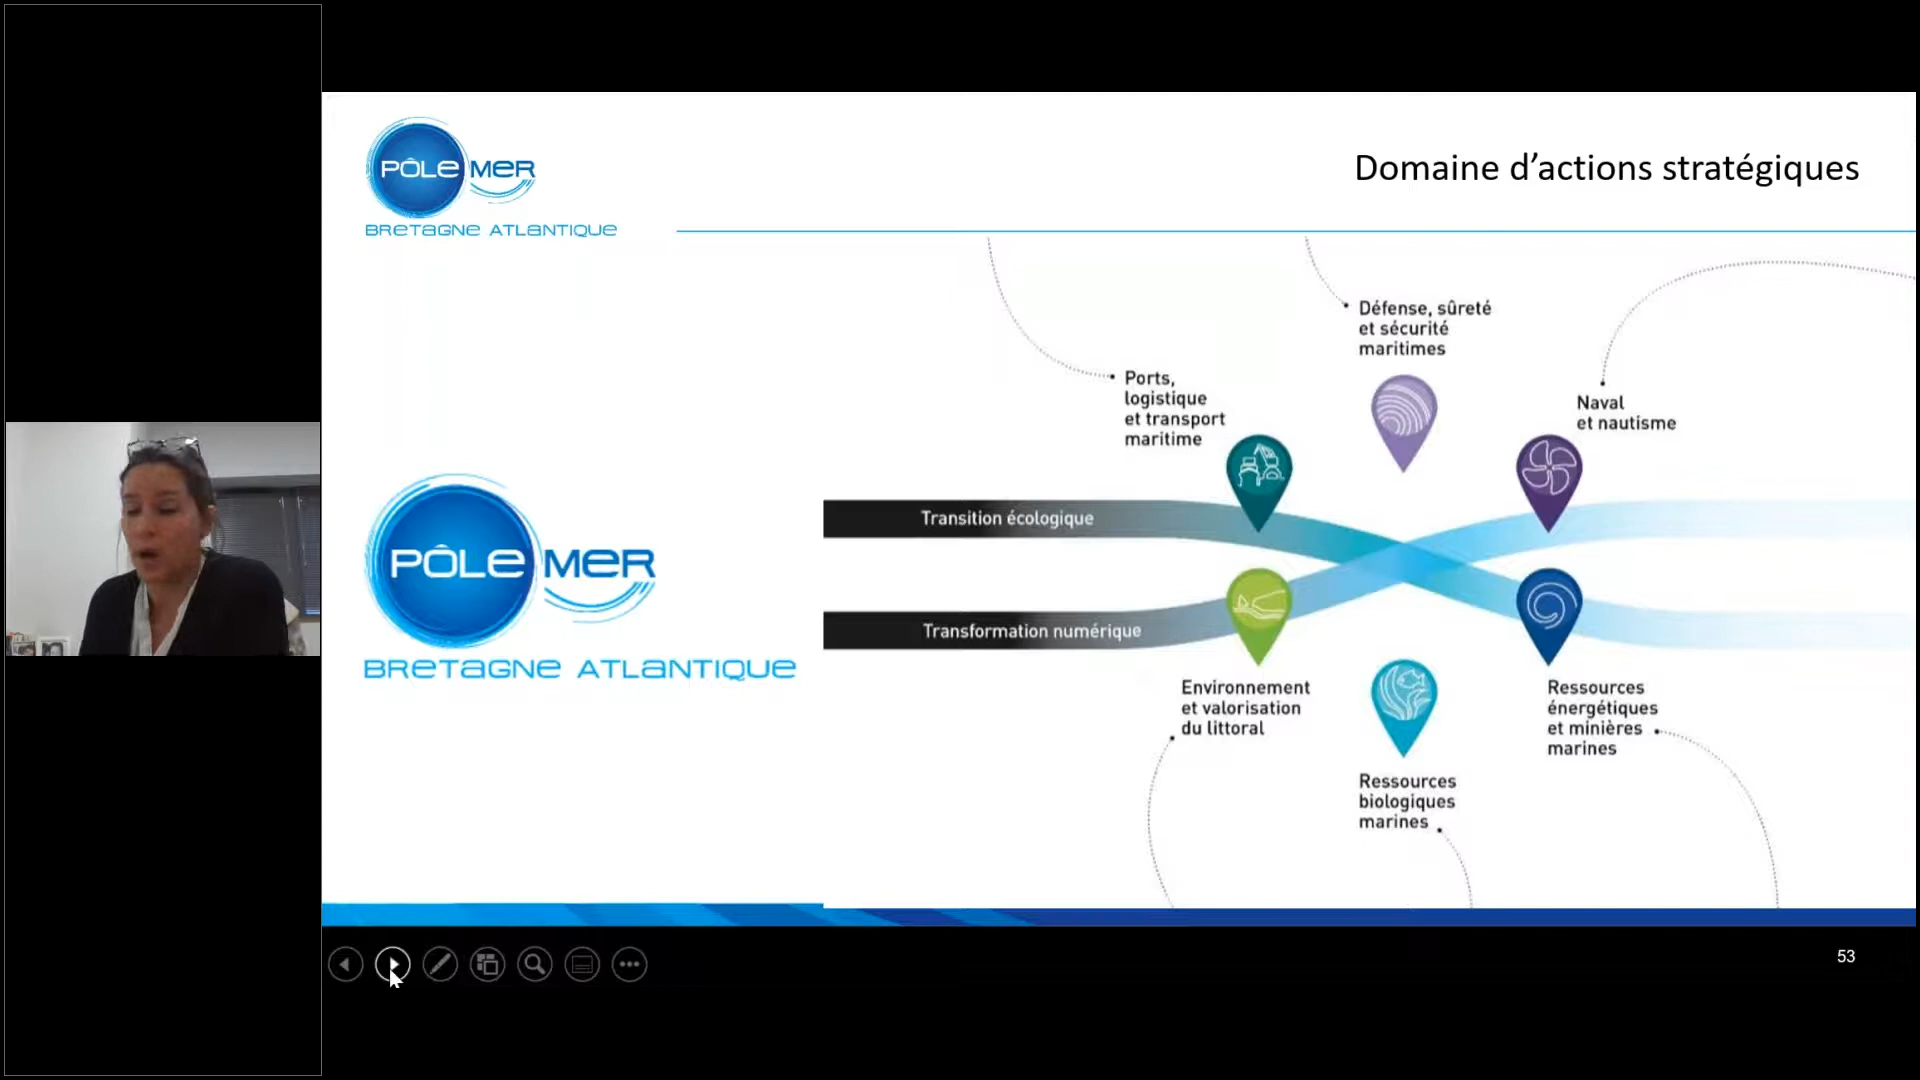 PÔLE MER
BRETAGNE ATLANTIQUE
Domaine d’actions stratégiques
Défense, sûreté
et sécurité
maritimes
Ports,
logistique
et transport
maritime
Naval
et nautisme
Transition écologique
PÔLE MER
BRETAGNE ATLANTIQUE
Transformation numérique
Environnement
et valorisation
du littoral
Ressources
énergétiques
et minières
marines
Ressources
biologiques
marines
53